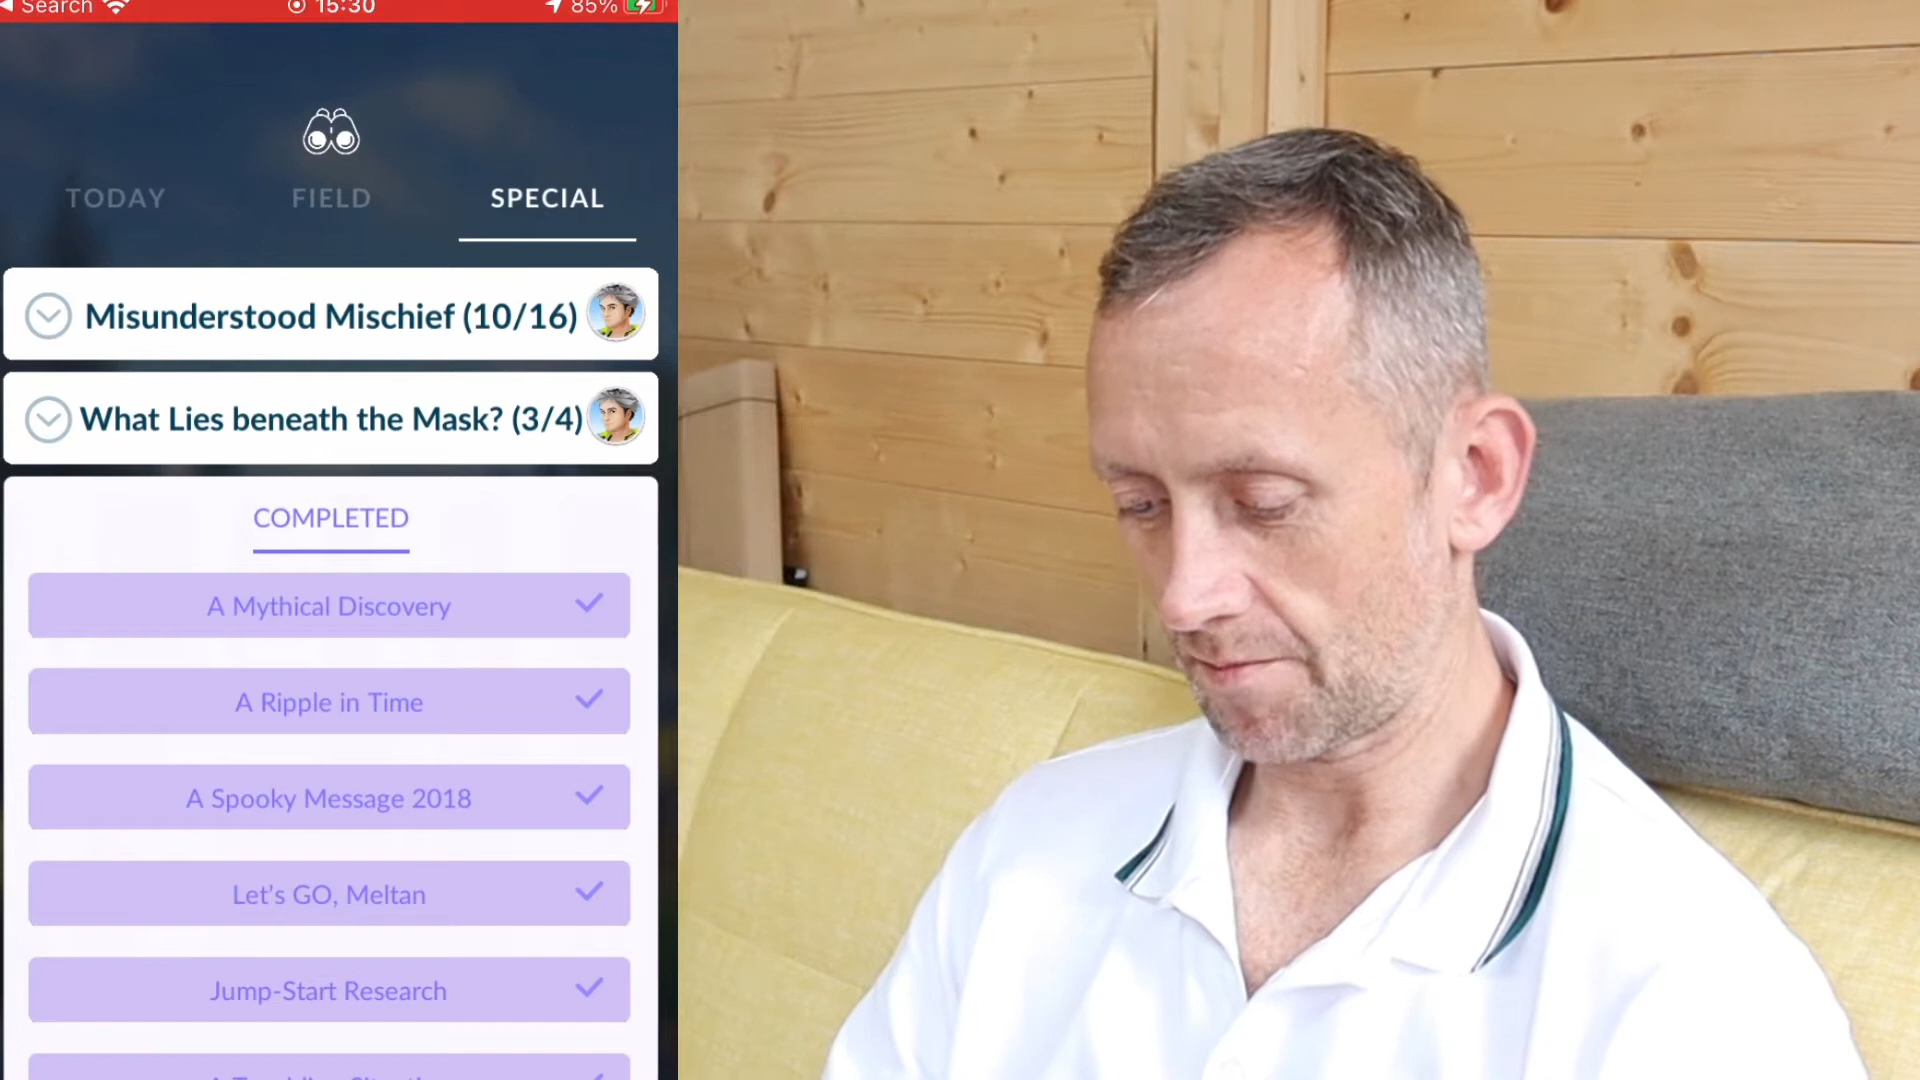 Search
15:30
85%
TODAY
FIELD
SPECIAL
Misunderstood Mischief (10/16)
What Lies beneath the Mask? (3/4)
COMPLETED
A Mythical Discovery
A Ripple in Time
A Spooky Message 2018
Let's GO, Meltan
Jump-Start Research